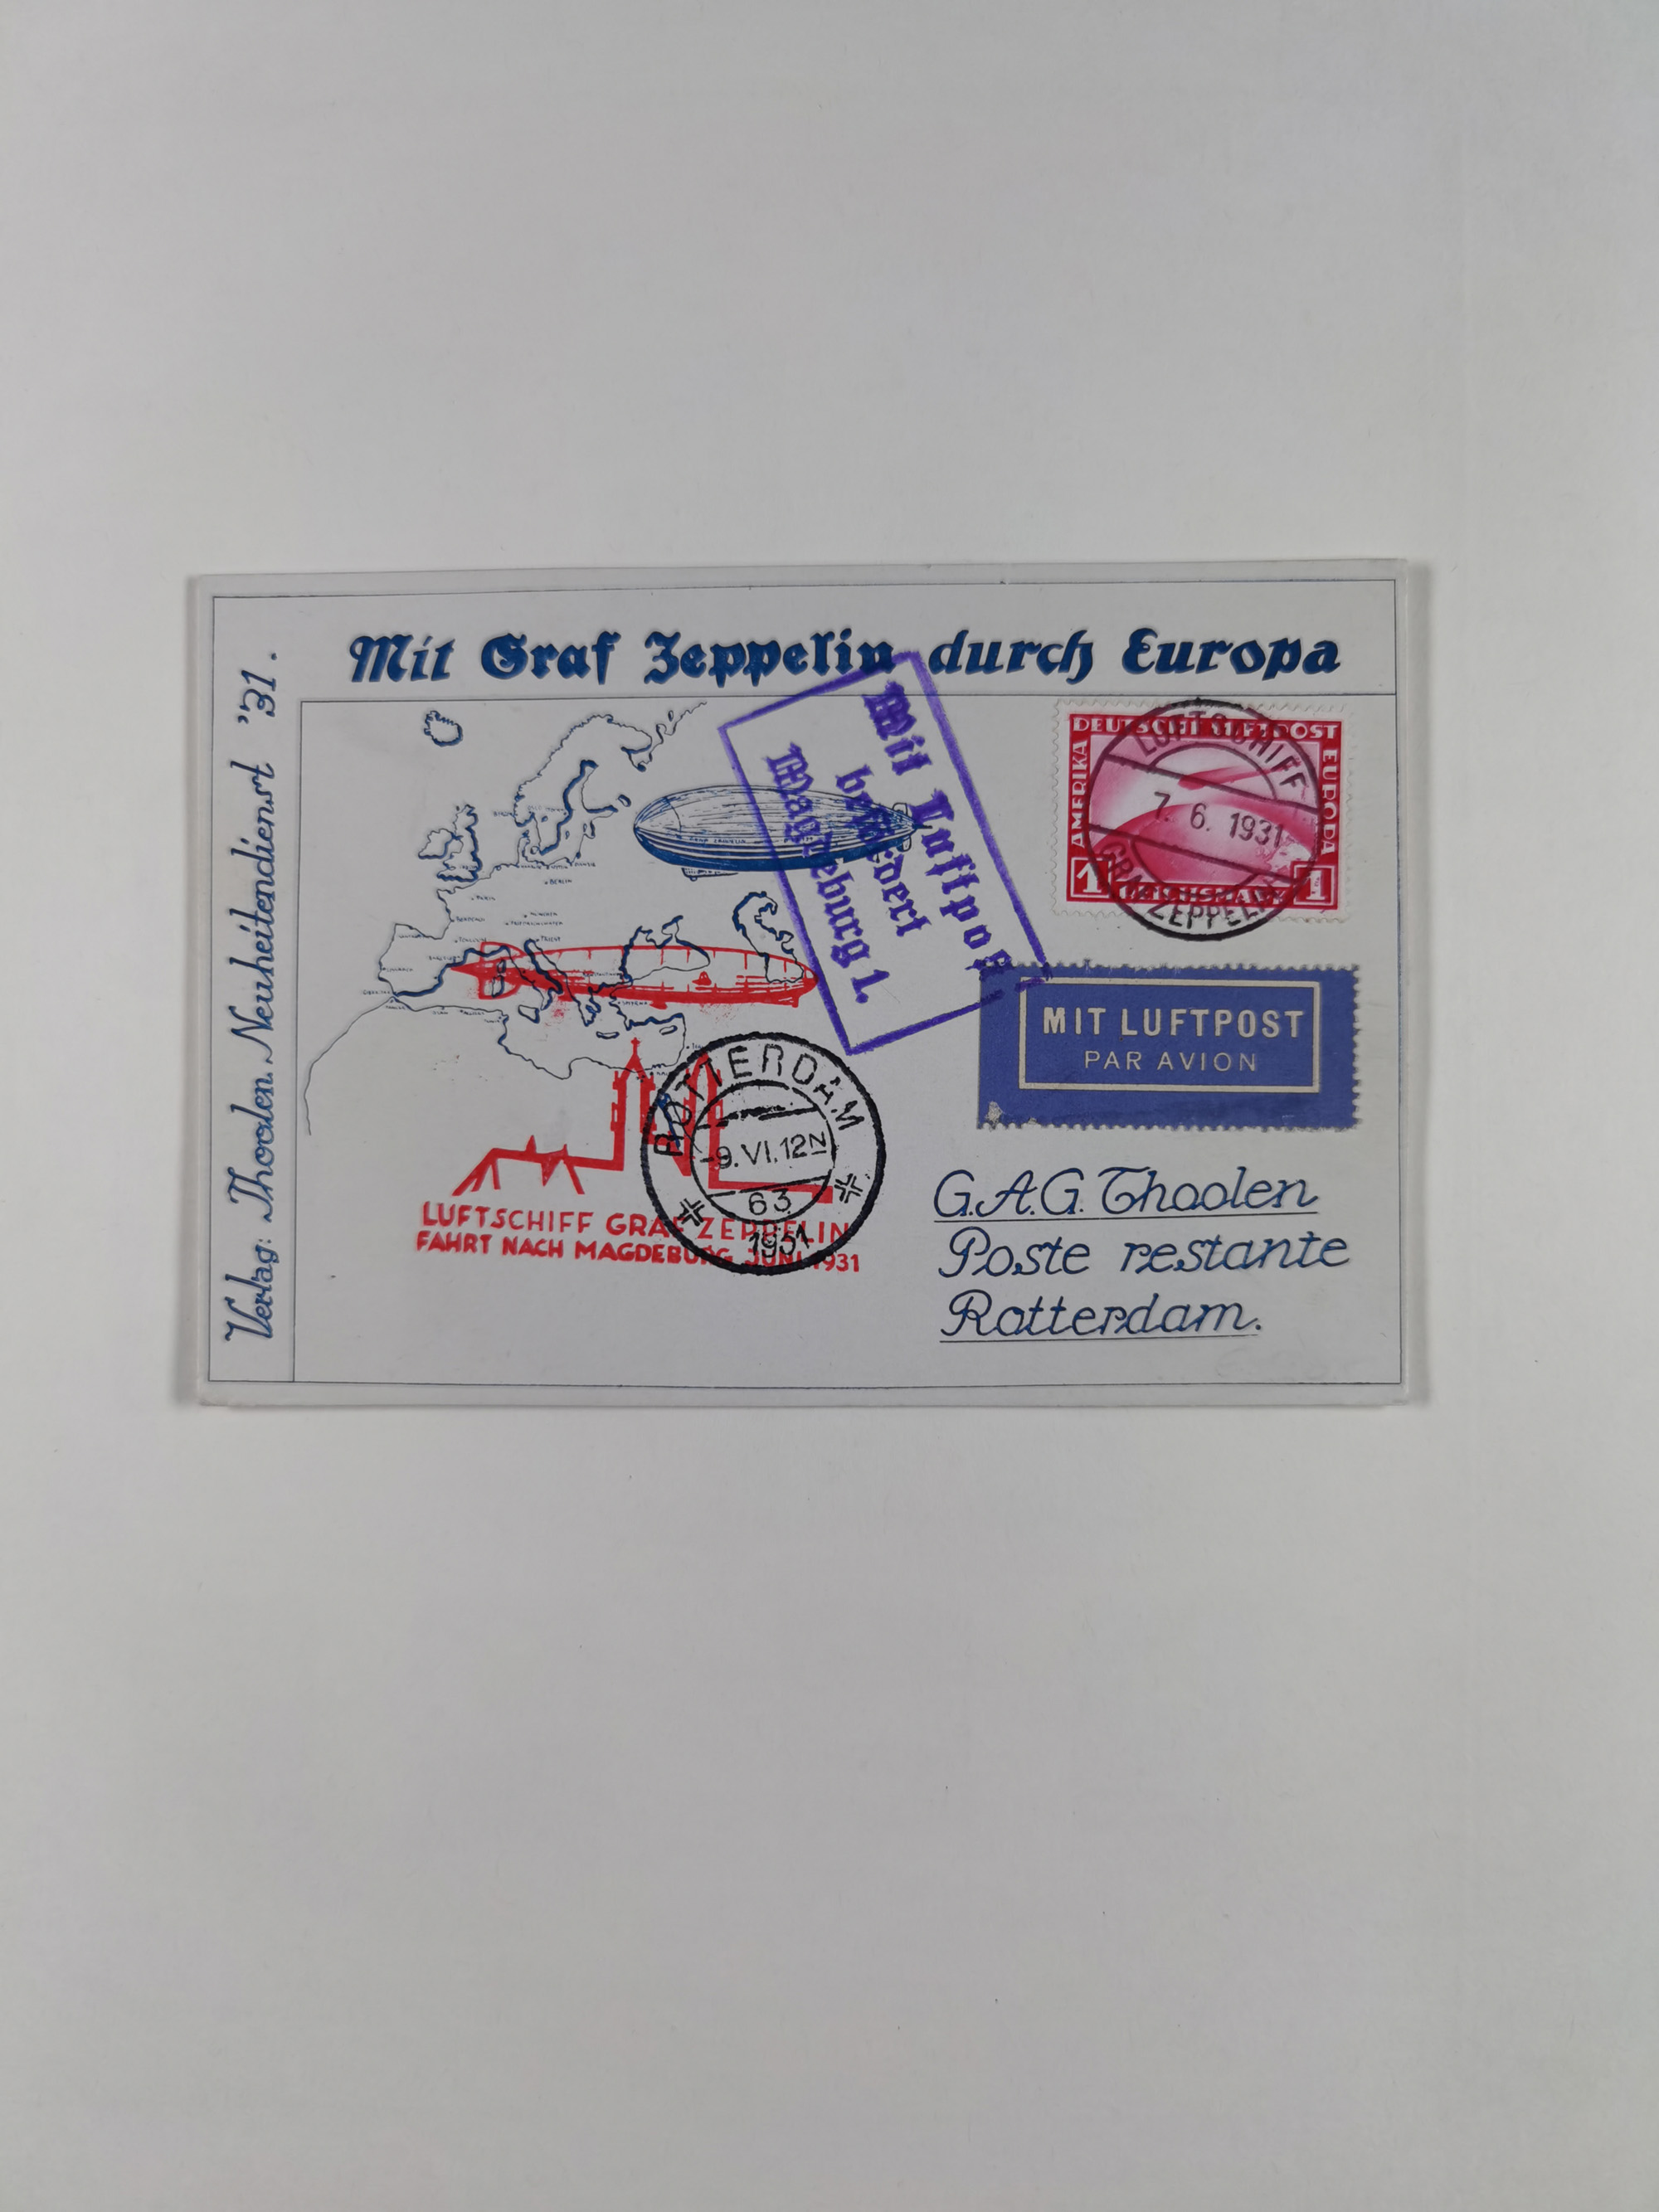 Mit Graf Zeppelin durch Europa
Verlag: Thoolen. Neuheitendienst '31.
DEUTSCHE LUFTPOST
AMERIKA
EUROPA
1 REICHSMARK 1
LUFTSCHIFF
7. 6. 1931
GRAF ZEPPELIN
Mit Luftpost
befördert
Magdeburg 1.
MIT LUFTPOST
PAR AVION
BERLIN
ROTTERDAM
-9.VI.12N
63
1931
LUFTSCHIFF GRAF ZEPPELIN
FAHRT NACH MAGDEBURG JUNI 1931
G.A.G. Thoolen
Poste restante
Rotterdam.